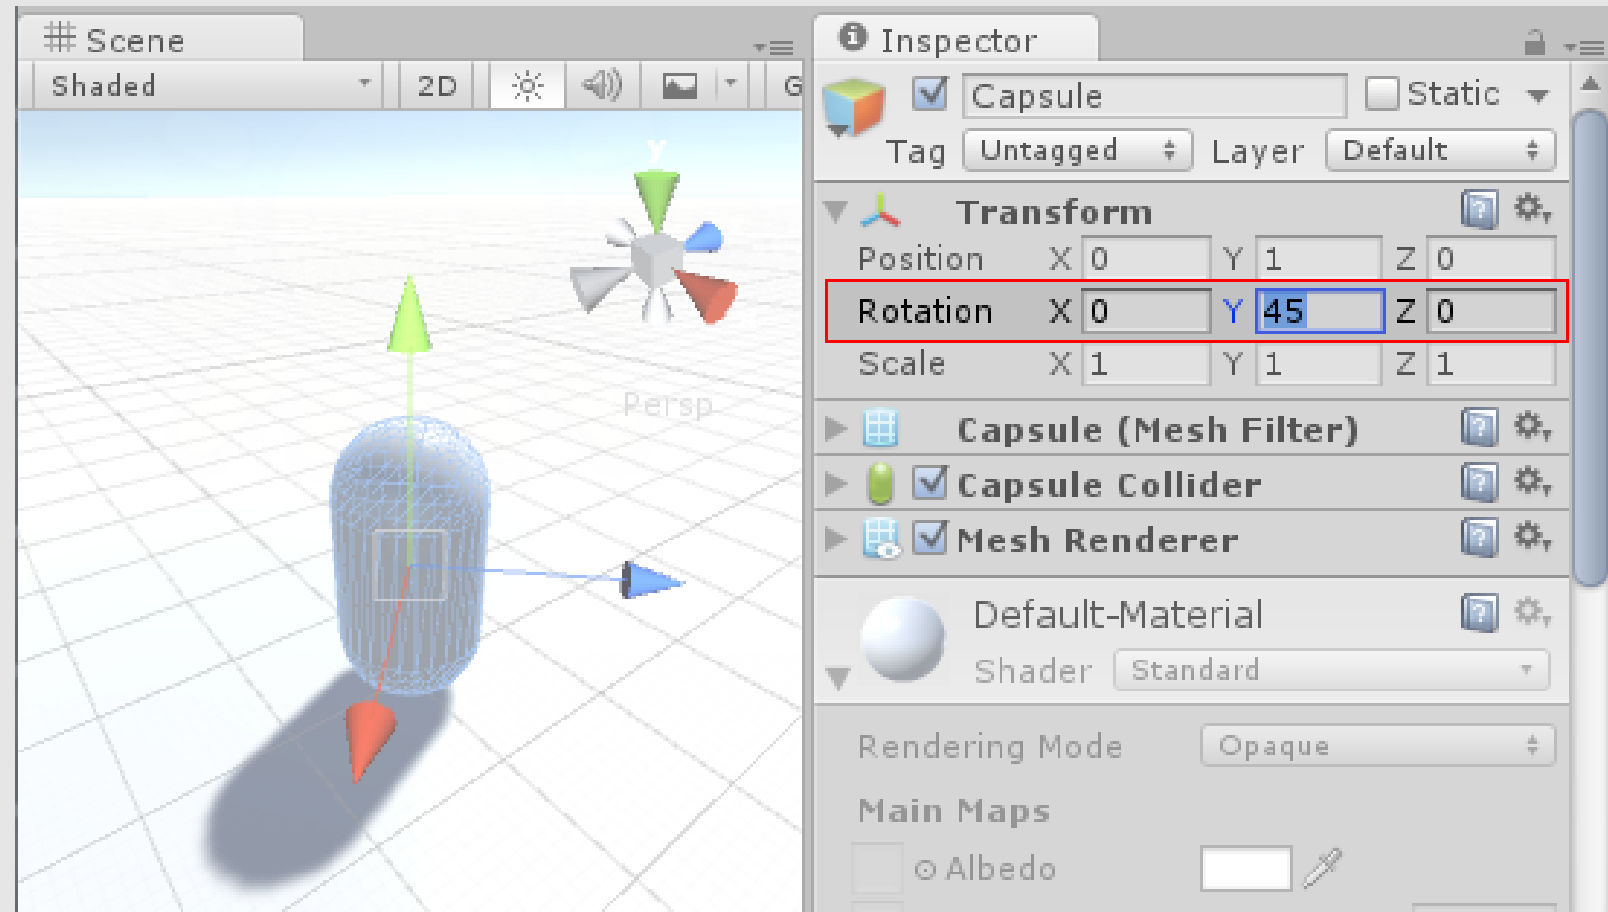 Scene
Shaded 2D G
y
Persp
Inspector
Capsule Static
Tag Untagged Layer Default
Transform
Position X 0 Y 1 Z 0
Rotation X 0 Y 45 Z 0
Scale X 1 Y 1 Z 1
Capsule (Mesh Filter)
Capsule Collider
Mesh Renderer
Default-Material
Shader Standard
Rendering Mode Opaque
Main Maps
Albedo